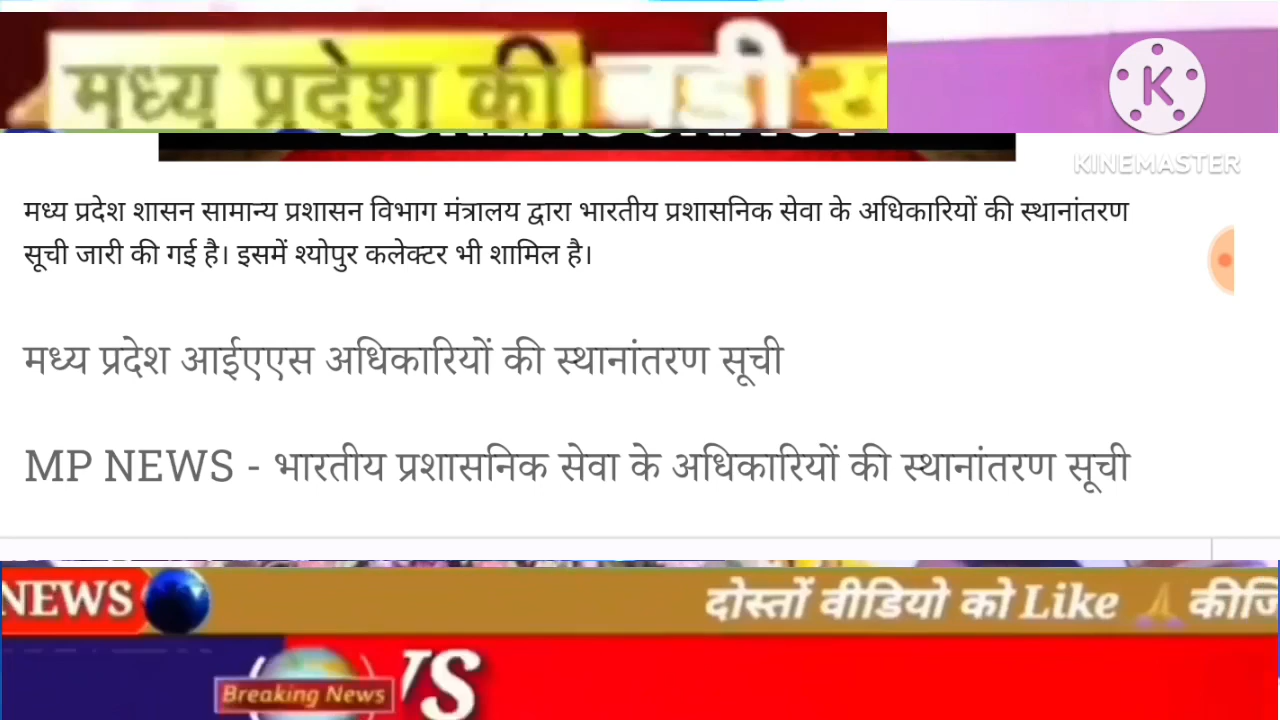 मध्य प्रदेश की बडी
KINEMASTER
मध्य प्रदेश शासन सामान्य प्रशासन विभाग मंत्रालय द्वारा भारतीय प्रशासनिक सेवा के अधिकारियों की स्थानांतरण
सूची जारी की गई है। इसमें श्योपुर कलेक्टर भी शामिल है।
मध्य प्रदेश आईएएस अधिकारियों की स्थानांतरण सूची
MP NEWS - भारतीय प्रशासनिक सेवा के अधिकारियों की स्थानांतरण सूची
NEWS दोस्तों वीडियो को Like 🙏 कीजि
Breaking News